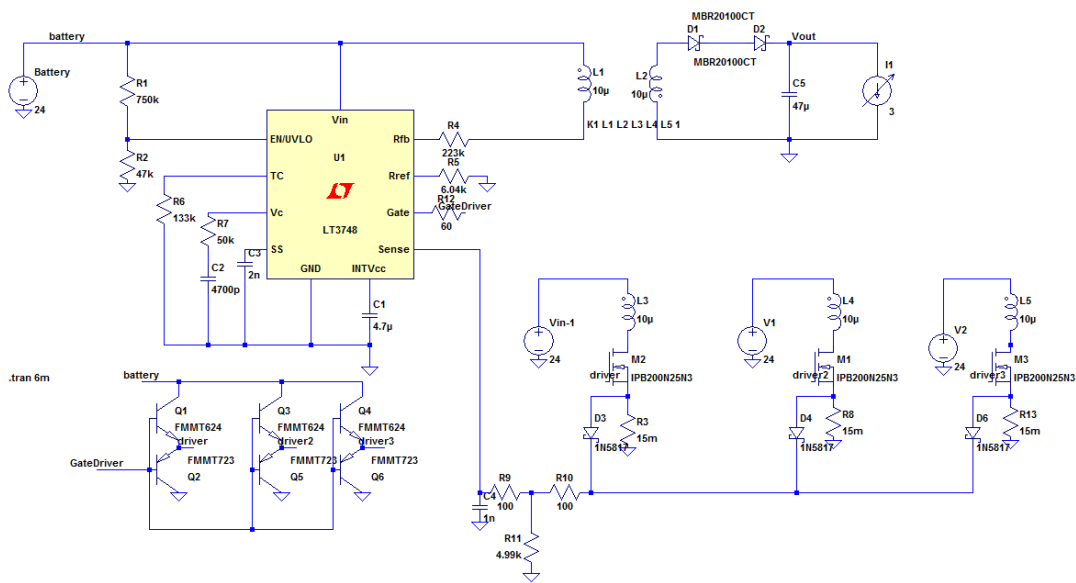 MBR20100CT
battery
D1
D2
Vout
Battery
24
R1
750k
L1
10µ
L2
10µ
MBR20100CT
C5
47µ
I1
3
K1 L1 L2 L3 L4 L5 1
Vin
EN/UVLO
Rfb
R4
223k
U1
R2
47k
TC
Rref
R5
6.04k
R6
133k
R12
GateDriver
60
Vc
Gate
R7
50k
LT3748
SS
Sense
C3
2n
GND
INTVcc
C2
4700p
C1
4.7µ
.tran 6m
Vin-1
24
L3
10µ
M2
driver
IPB200N25N3
D3
1N5817
R3
15m
V1
24
L4
10µ
M1
driver2
IPB200N25N3
D4
1N5817
R8
15m
V2
24
L5
10µ
M3
driver3
IPB200N25N3
D6
1N5817
R13
15m
battery
Q1
FMMT624
driver
Q3
FMMT624
driver2
Q4
FMMT624
driver3
GateDriver
FMMT723
Q2
FMMT723
Q5
FMMT723
Q6
C4
1n
R9
100
R10
100
R11
4.99k